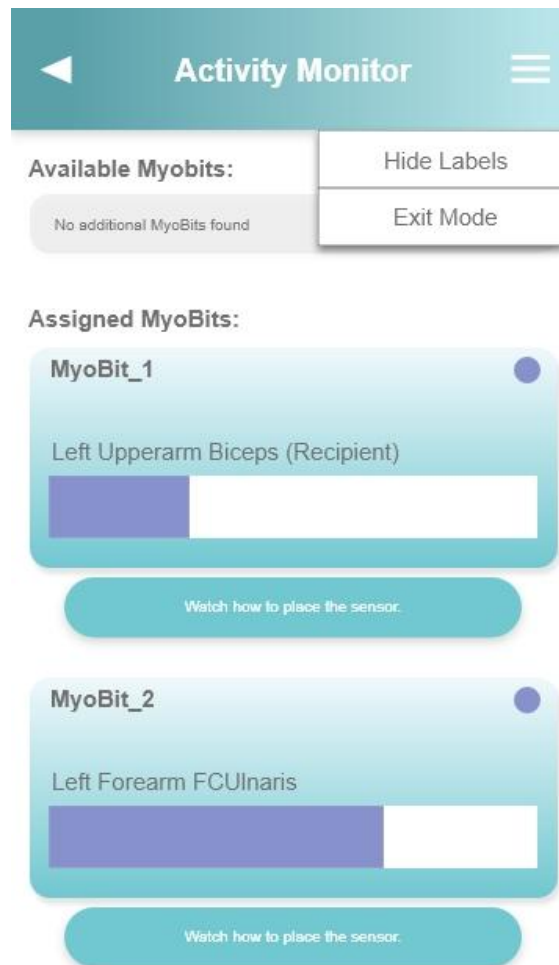 Activity Monitor
Available Myobits:
Hide Labels
No additional MyoBits found
Exit Mode
Assigned MyoBits:
MyoBit_1
Left Upperarm Biceps (Recipient)
Watch how to place the sensor.
MyoBit_2
Left Forearm FCUlnaris
Watch how to place the sensor.